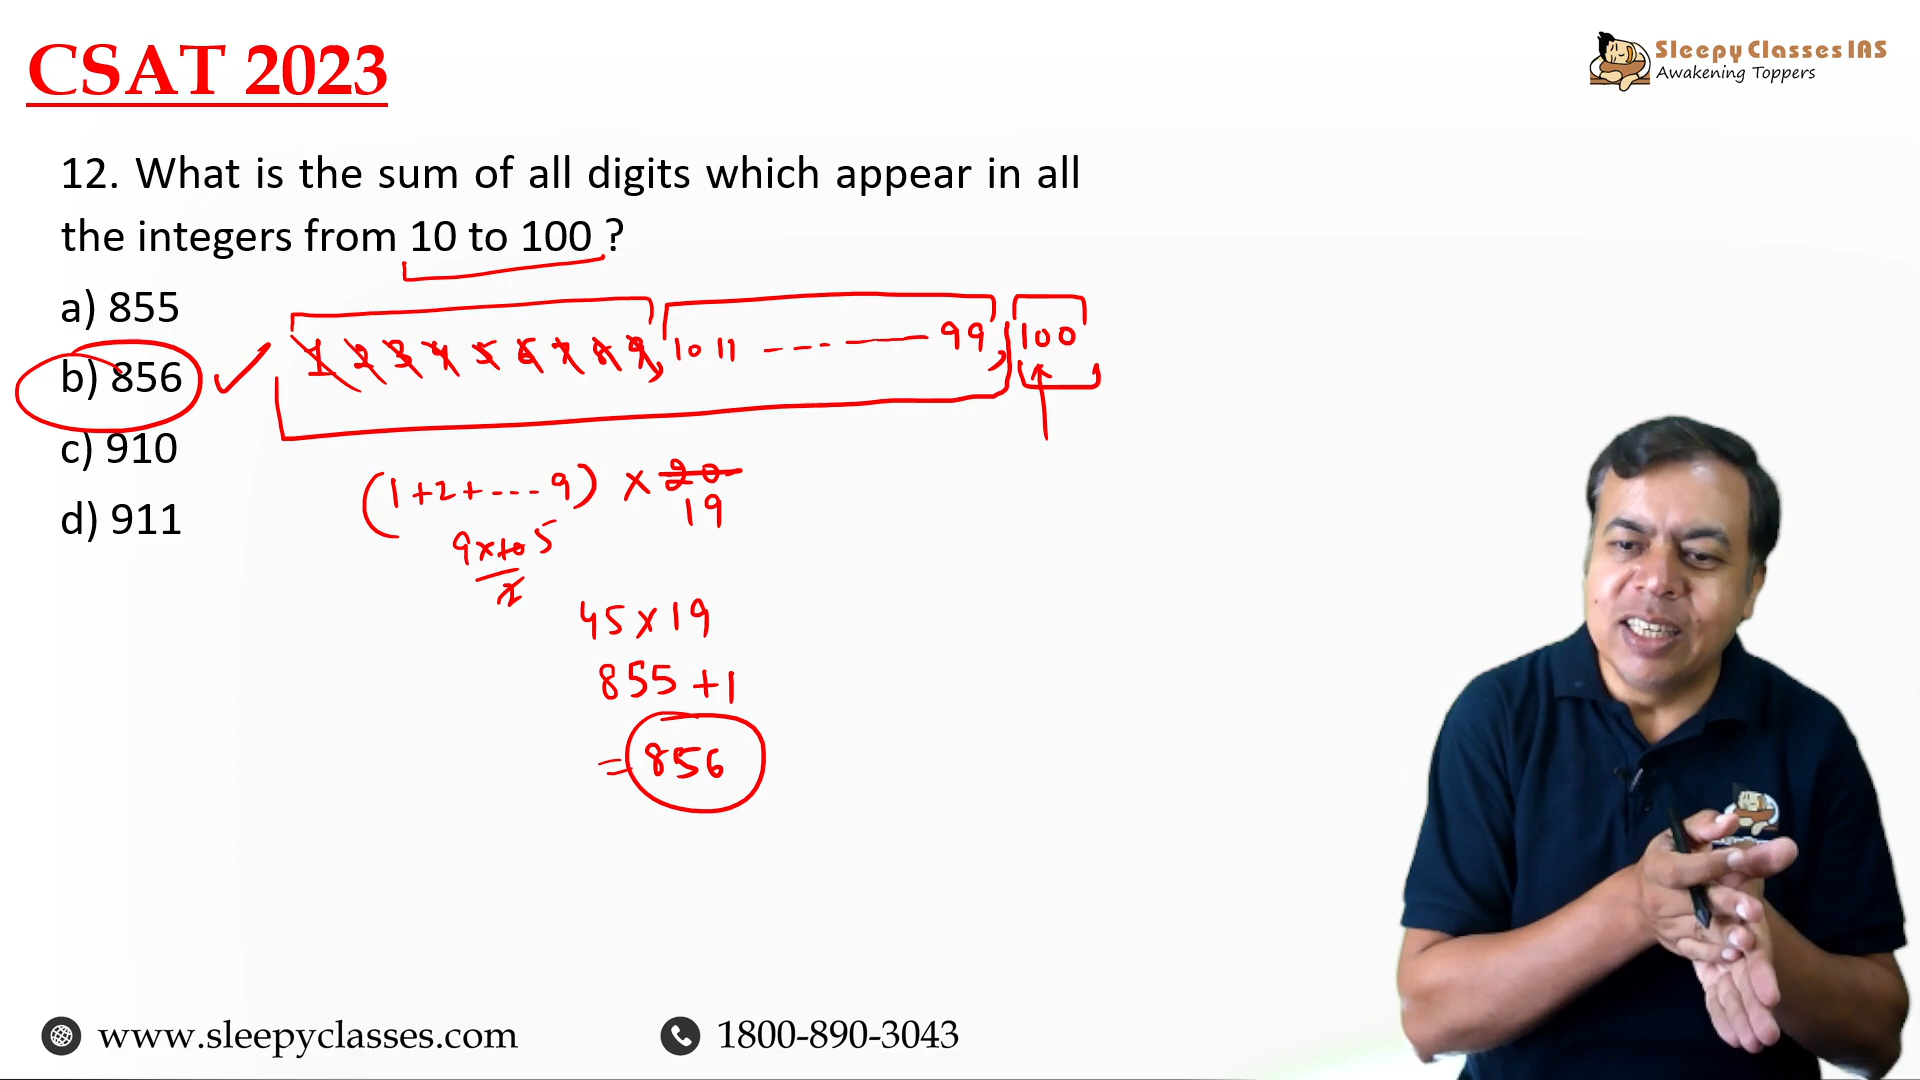 CSAT 2023
Sleepy Classes IAS
Awakening Toppers
12. What is the sum of all digits which appear in all
the integers from 10 to 100 ?
a) 855
b) 856
c) 910
d) 911
1 2 3 4 5 6 7 8 9, 10 11 ------ 99, 100
(1+2+...9) × 20
19
9×10 5
2
45×19
855 +1
= 856
www.sleepyclasses.com
1800-890-3043